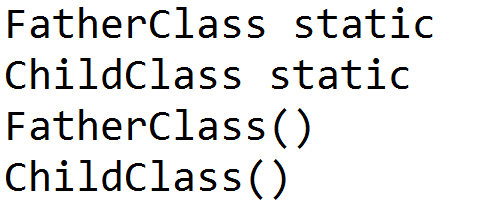 FatherClass static
ChildClass static
FatherClass()
ChildClass()